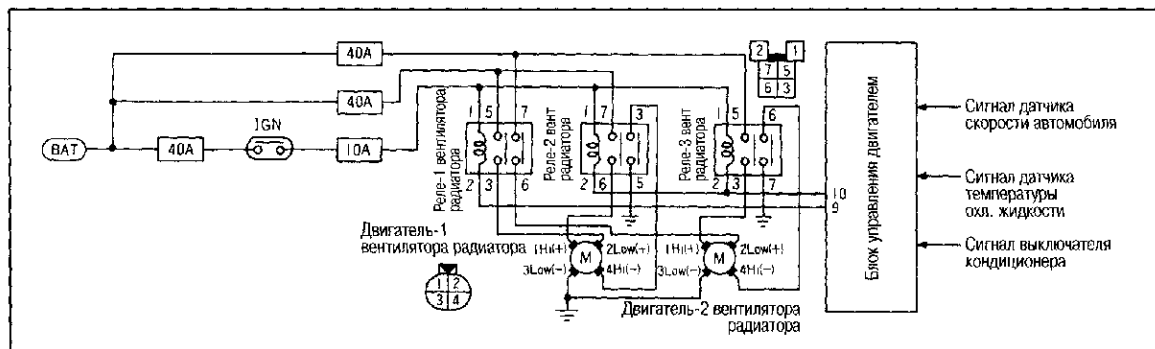 40A
40A
BAT
40A
IGN
10A
Реле-1 вентилятора
радиатора
1
5
7
2
3
6
Реле-2 вент
радиатора
1
7
3
2
6
5
Реле-3 вент
радиатора
1
5
6
2
3
7
2
1
7
5
6
3
10
9
Блок управления двигателем
Сигнал датчика
скорости автомобиля
Сигнал датчика
температуры
охл. жидкости
Сигнал выключателя
кондиционера
Двигатель-1
вентилятора радиатора
1Hi(+)
2Low(+)
M
3Low(-)
4Hi(-)
1Hi(+)
2Low(+)
M
3Low(-)
4Hi(-)
1 2
3 4
Двигатель-2 вентилятора
радиатора